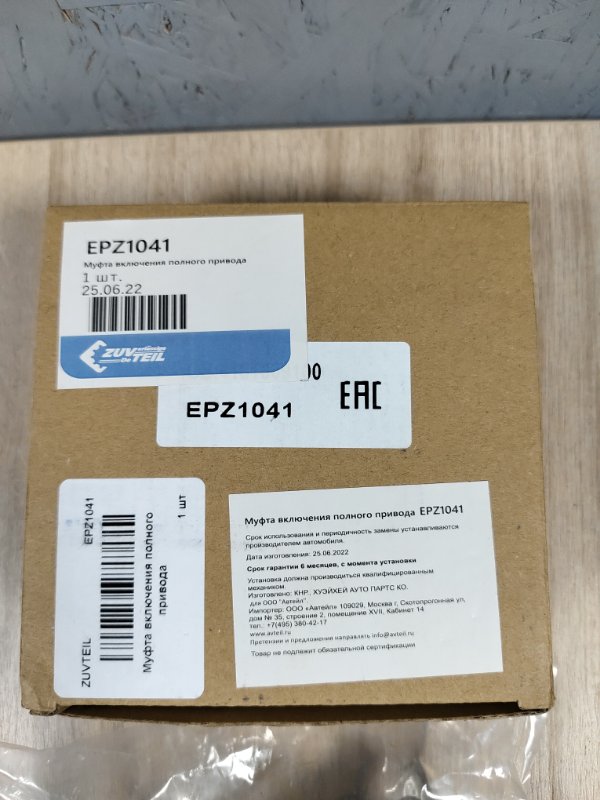 EPZ1041
Муфта включения полного привода
1 шт.
25.06.22
ZUVverlässige
De TEIL
00
EPZ1041
EAC
ZUVTEIL EPZ1041
Муфта включения полного
привода
1 шт
Муфта включения полного привода EPZ1041
Срок использования и периодичность замены устанавливаются
производителем автомобиля.
Дата изготовления: 25.06.2022
Срок гарантии 6 месяцев, с момента установки
Установка должна производиться квалифицированным
механиком.
Изготовлено: КНР, ХУЭЙХЕЙ АУТО ПАРТС КО.
для ООО "Автейл"
Импортер: ООО «Автейл» 109029, Москва г, Скотопрогонная ул,
дом № 35, строение 2, помещение XVII, Кабинет 14
тел.: +7(495) 380-42-17
www.avteil.ru
Претензии и предложения направлять info@avteil.ru
Товар не подлежит обязательной сертификации